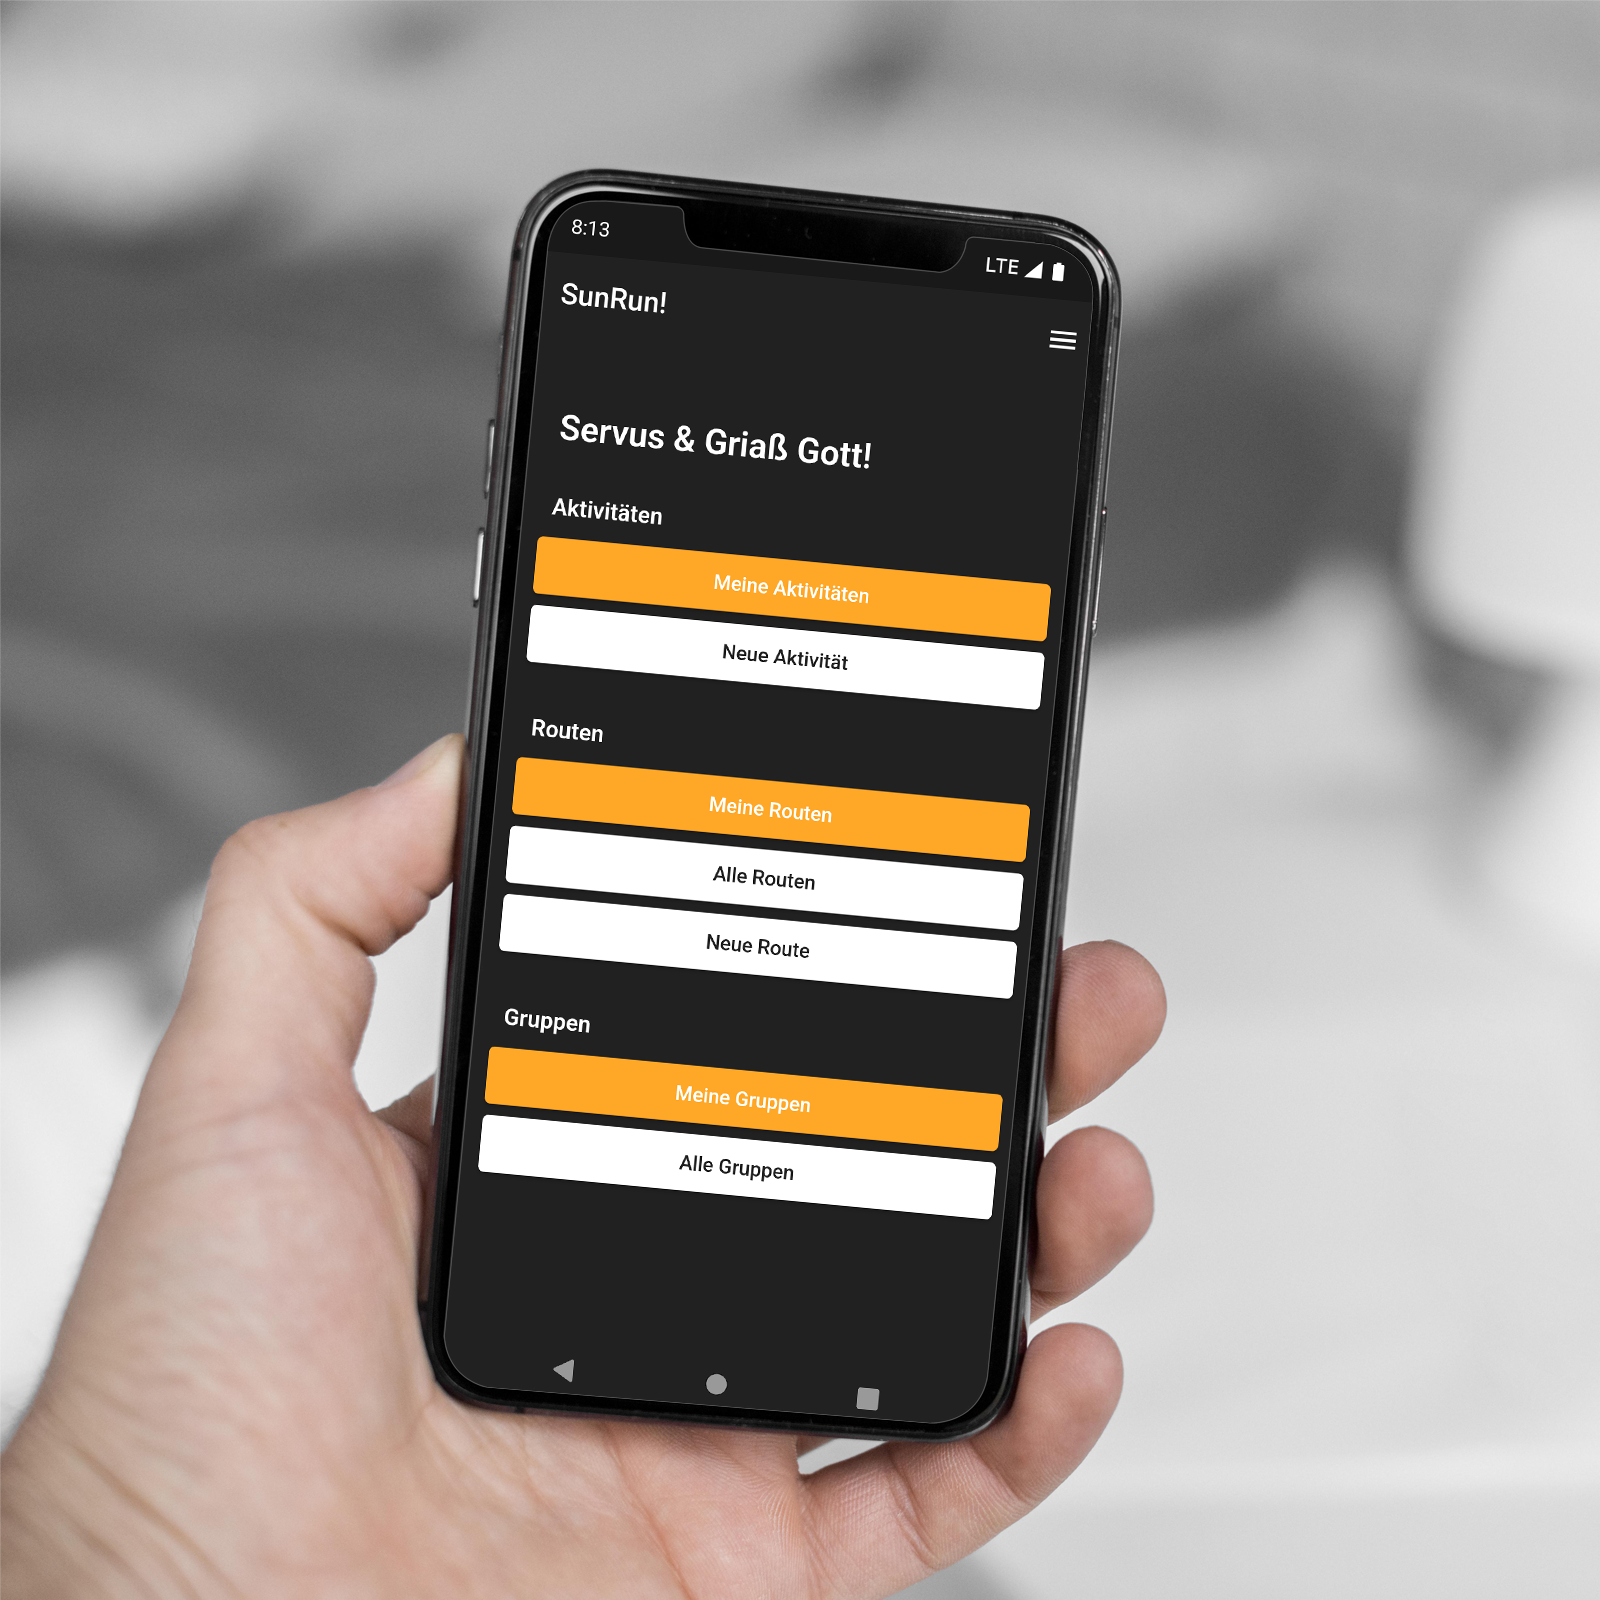 8:13
LTE
SunRun!
Servus & Griaß Gott!
Aktivitäten
Meine Aktivitäten
Neue Aktivität
Routen
Meine Routen
Alle Routen
Neue Route
Gruppen
Meine Gruppen
Alle Gruppen